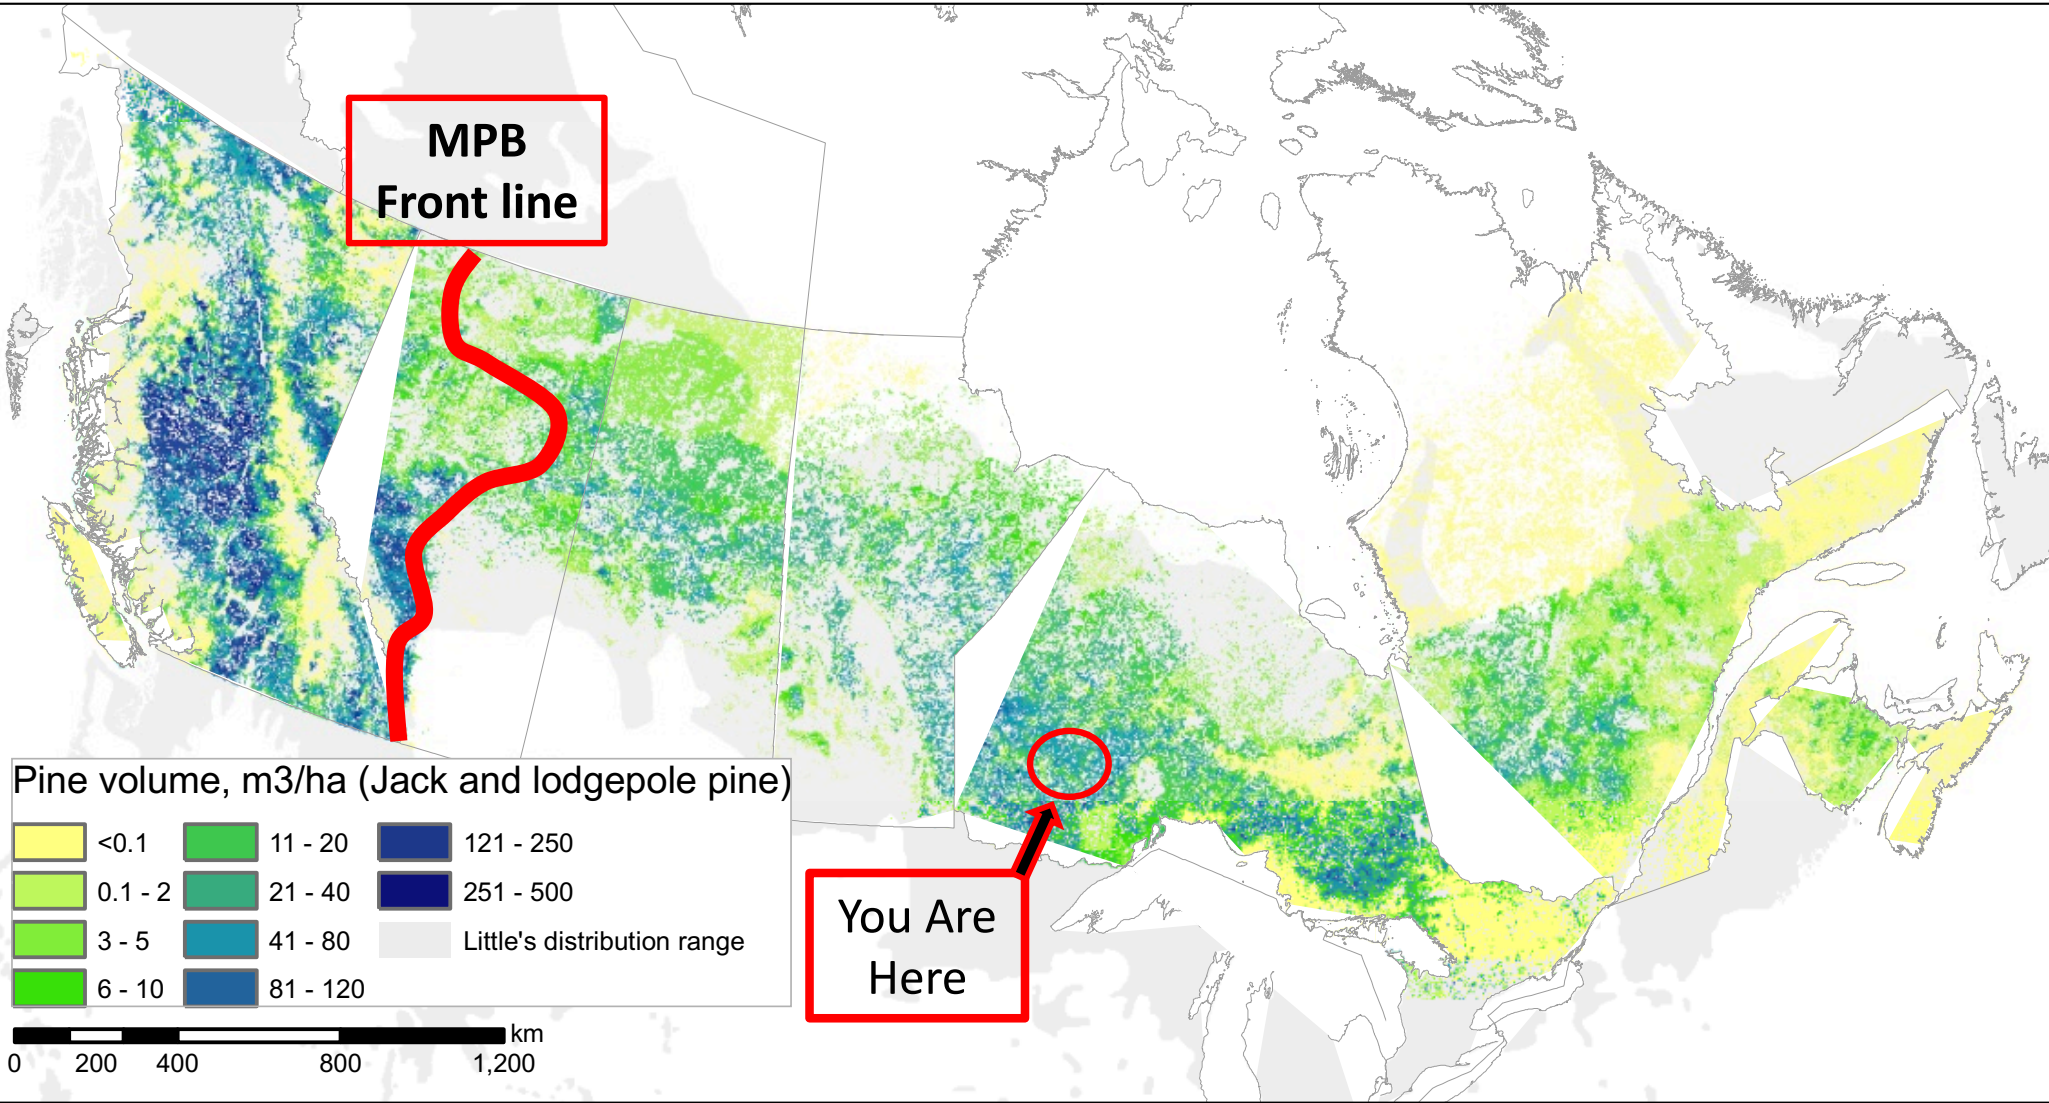 MPB
Front line
Pine volume, m3/ha (Jack and lodgepole pine)
<0.1
11 - 20
121 - 250
0.1 - 2
21 - 40
251 - 500
3 - 5
41 - 80
Little's distribution range
6 - 10
81 - 120
You Are
Here
km
0 200 400 800 1,200